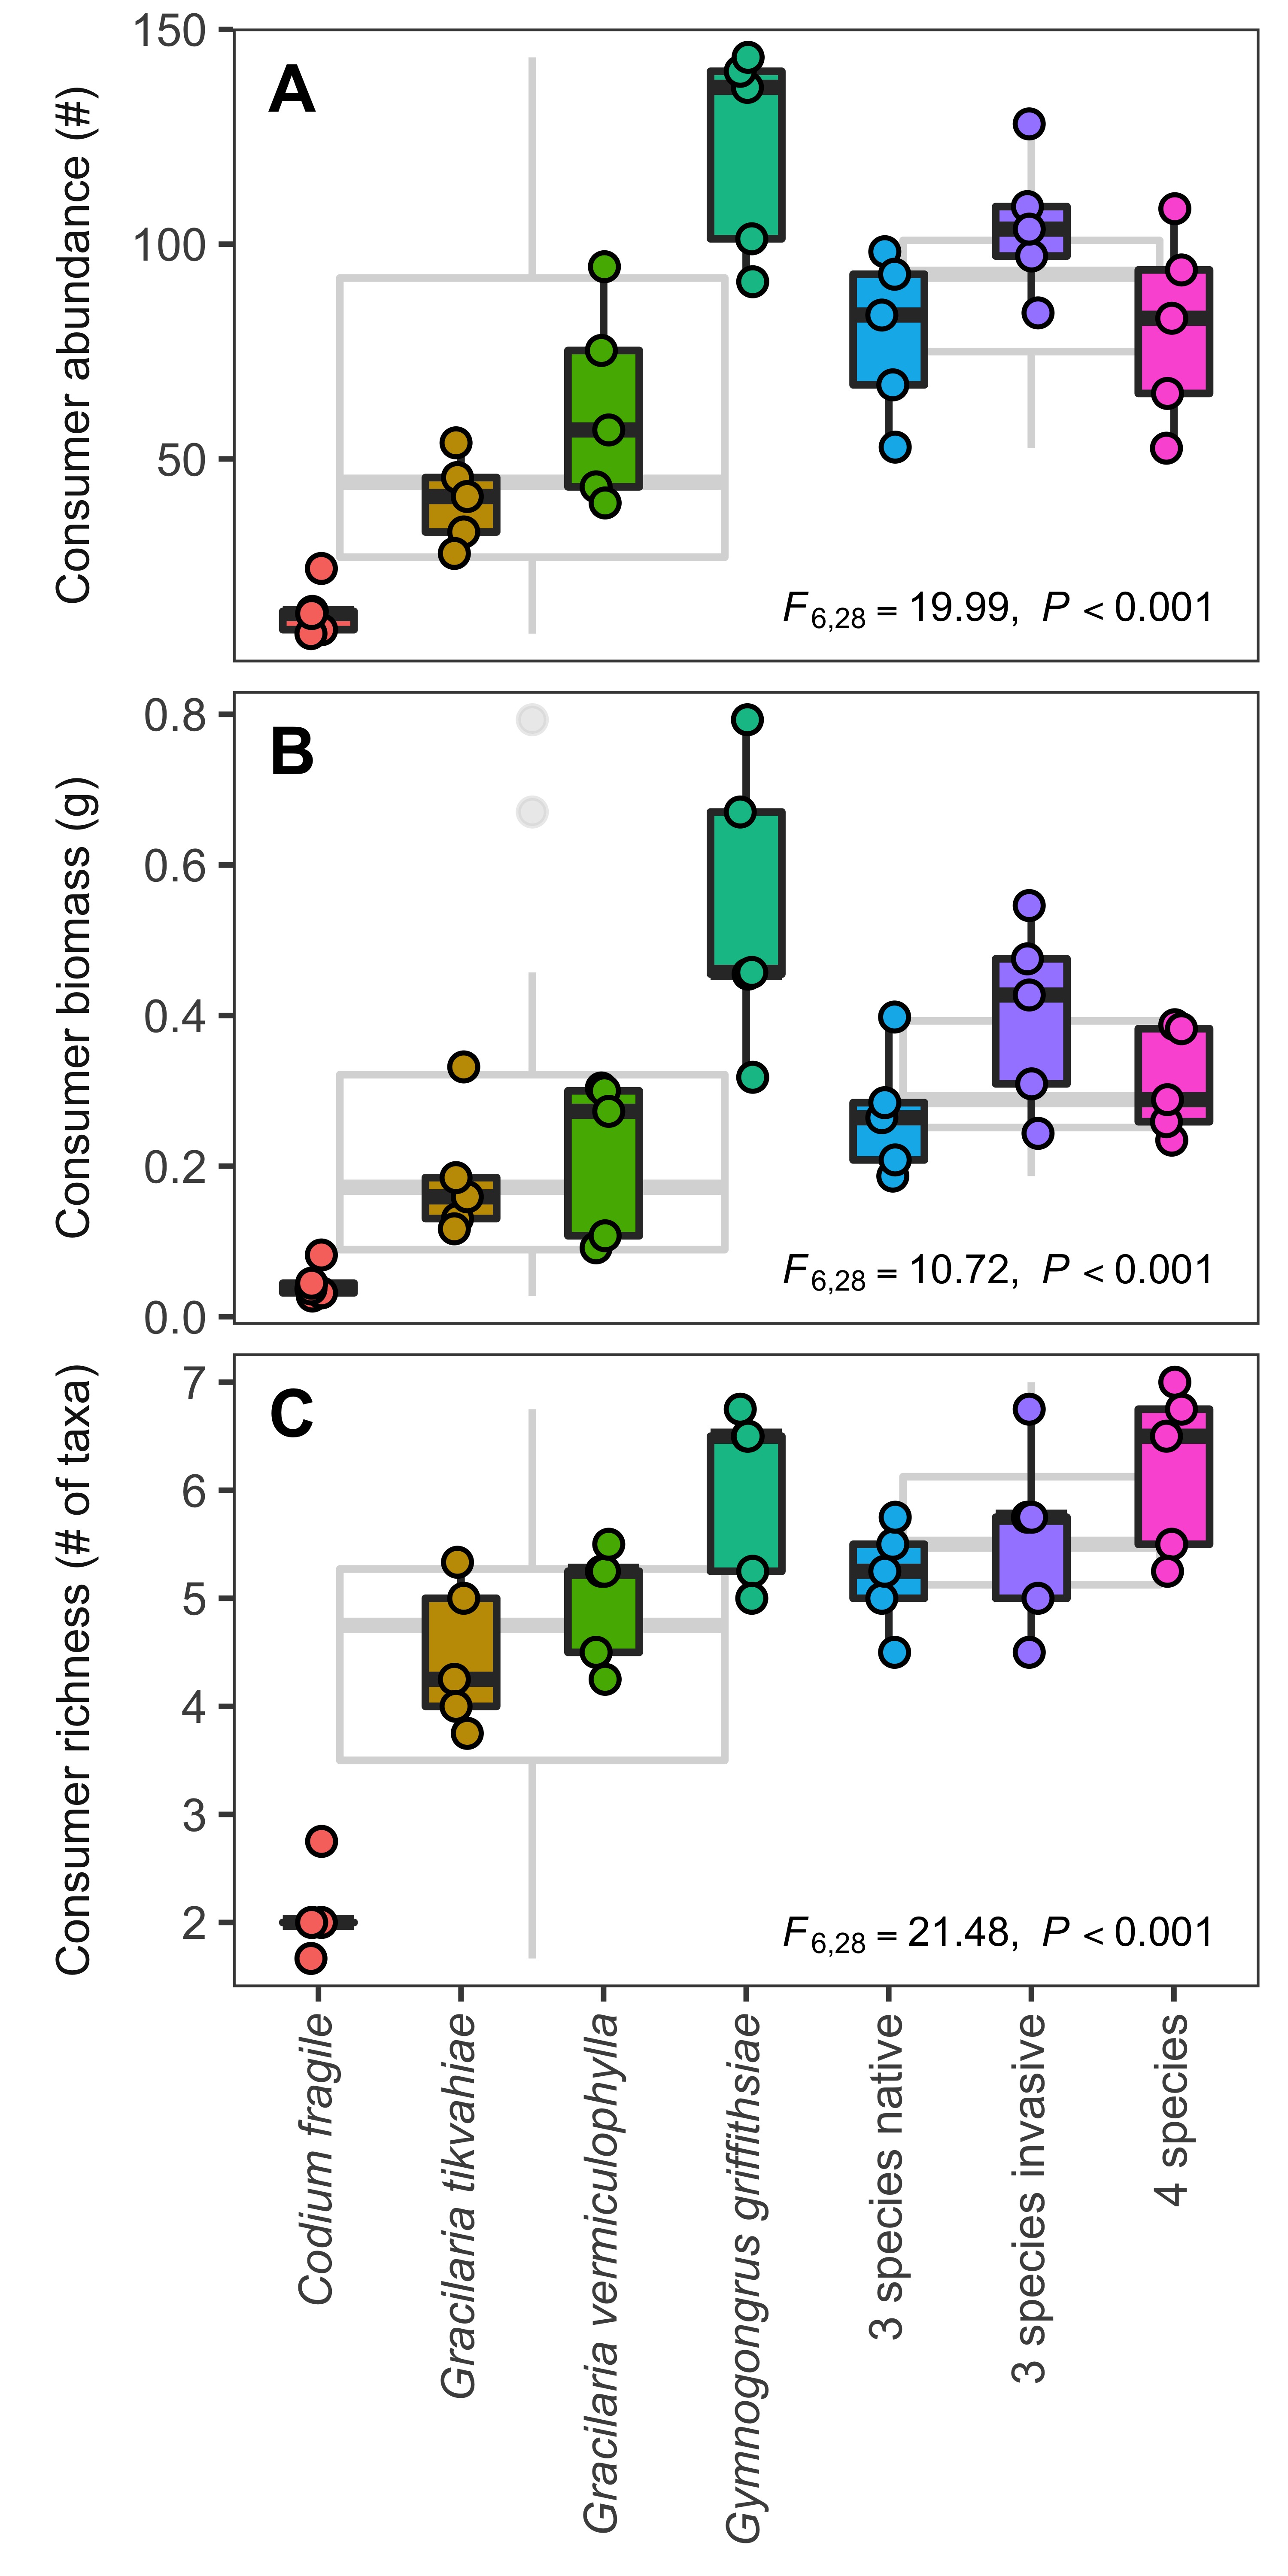 A
Consumer abundance (#)
150
100
50
F6,28 = 19.99, P < 0.001
B
Consumer biomass (g)
0.8
0.6
0.4
0.2
0.0
F6,28 = 10.72, P < 0.001
C
Consumer richness (# of taxa)
7
6
5
4
3
2
F6,28 = 21.48, P < 0.001
Codium fragile
Gracilaria tikvahiae
Gracilaria vermiculophylla
Gymnogongrus griffithsiae
3 species native
3 species invasive
4 species